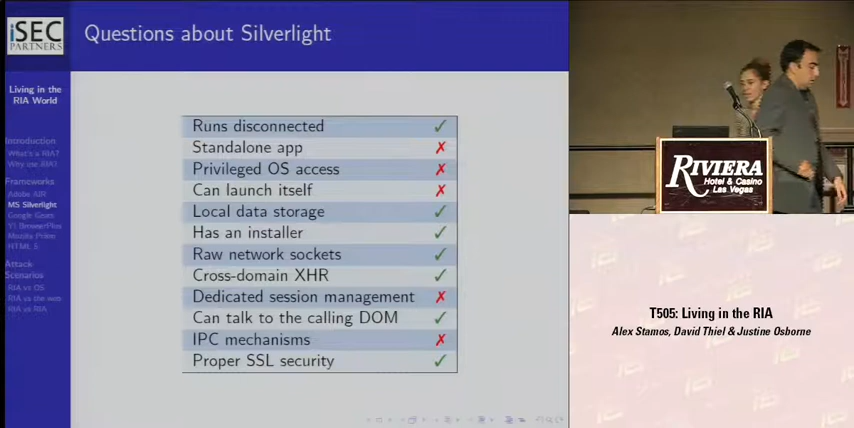 iSEC
PARTNERS
Questions about Silverlight
Living in the
RIA World
Introduction
What's a RIA?
Why use RIA?
Frameworks
Adobe AIR
MS Silverlight
Google Gears
Y! BrowserPlus
Mozilla Prism
HTML 5
Attack
Scenarios
RIA vs OS
RIA vs the web
RIA vs RIA
Runs disconnected ✓
Standalone app ✗
Privileged OS access ✗
Can launch itself ✗
Local data storage ✓
Has an installer ✓
Raw network sockets ✓
Cross-domain XHR ✓
Dedicated session management ✗
Can talk to the calling DOM ✓
IPC mechanisms ✗
Proper SSL security ✓
RIVIERA
Hotel & Casino
Las Vegas
T505: Living in the RIA
Alex Stamos, David Thiel & Justine Osborne